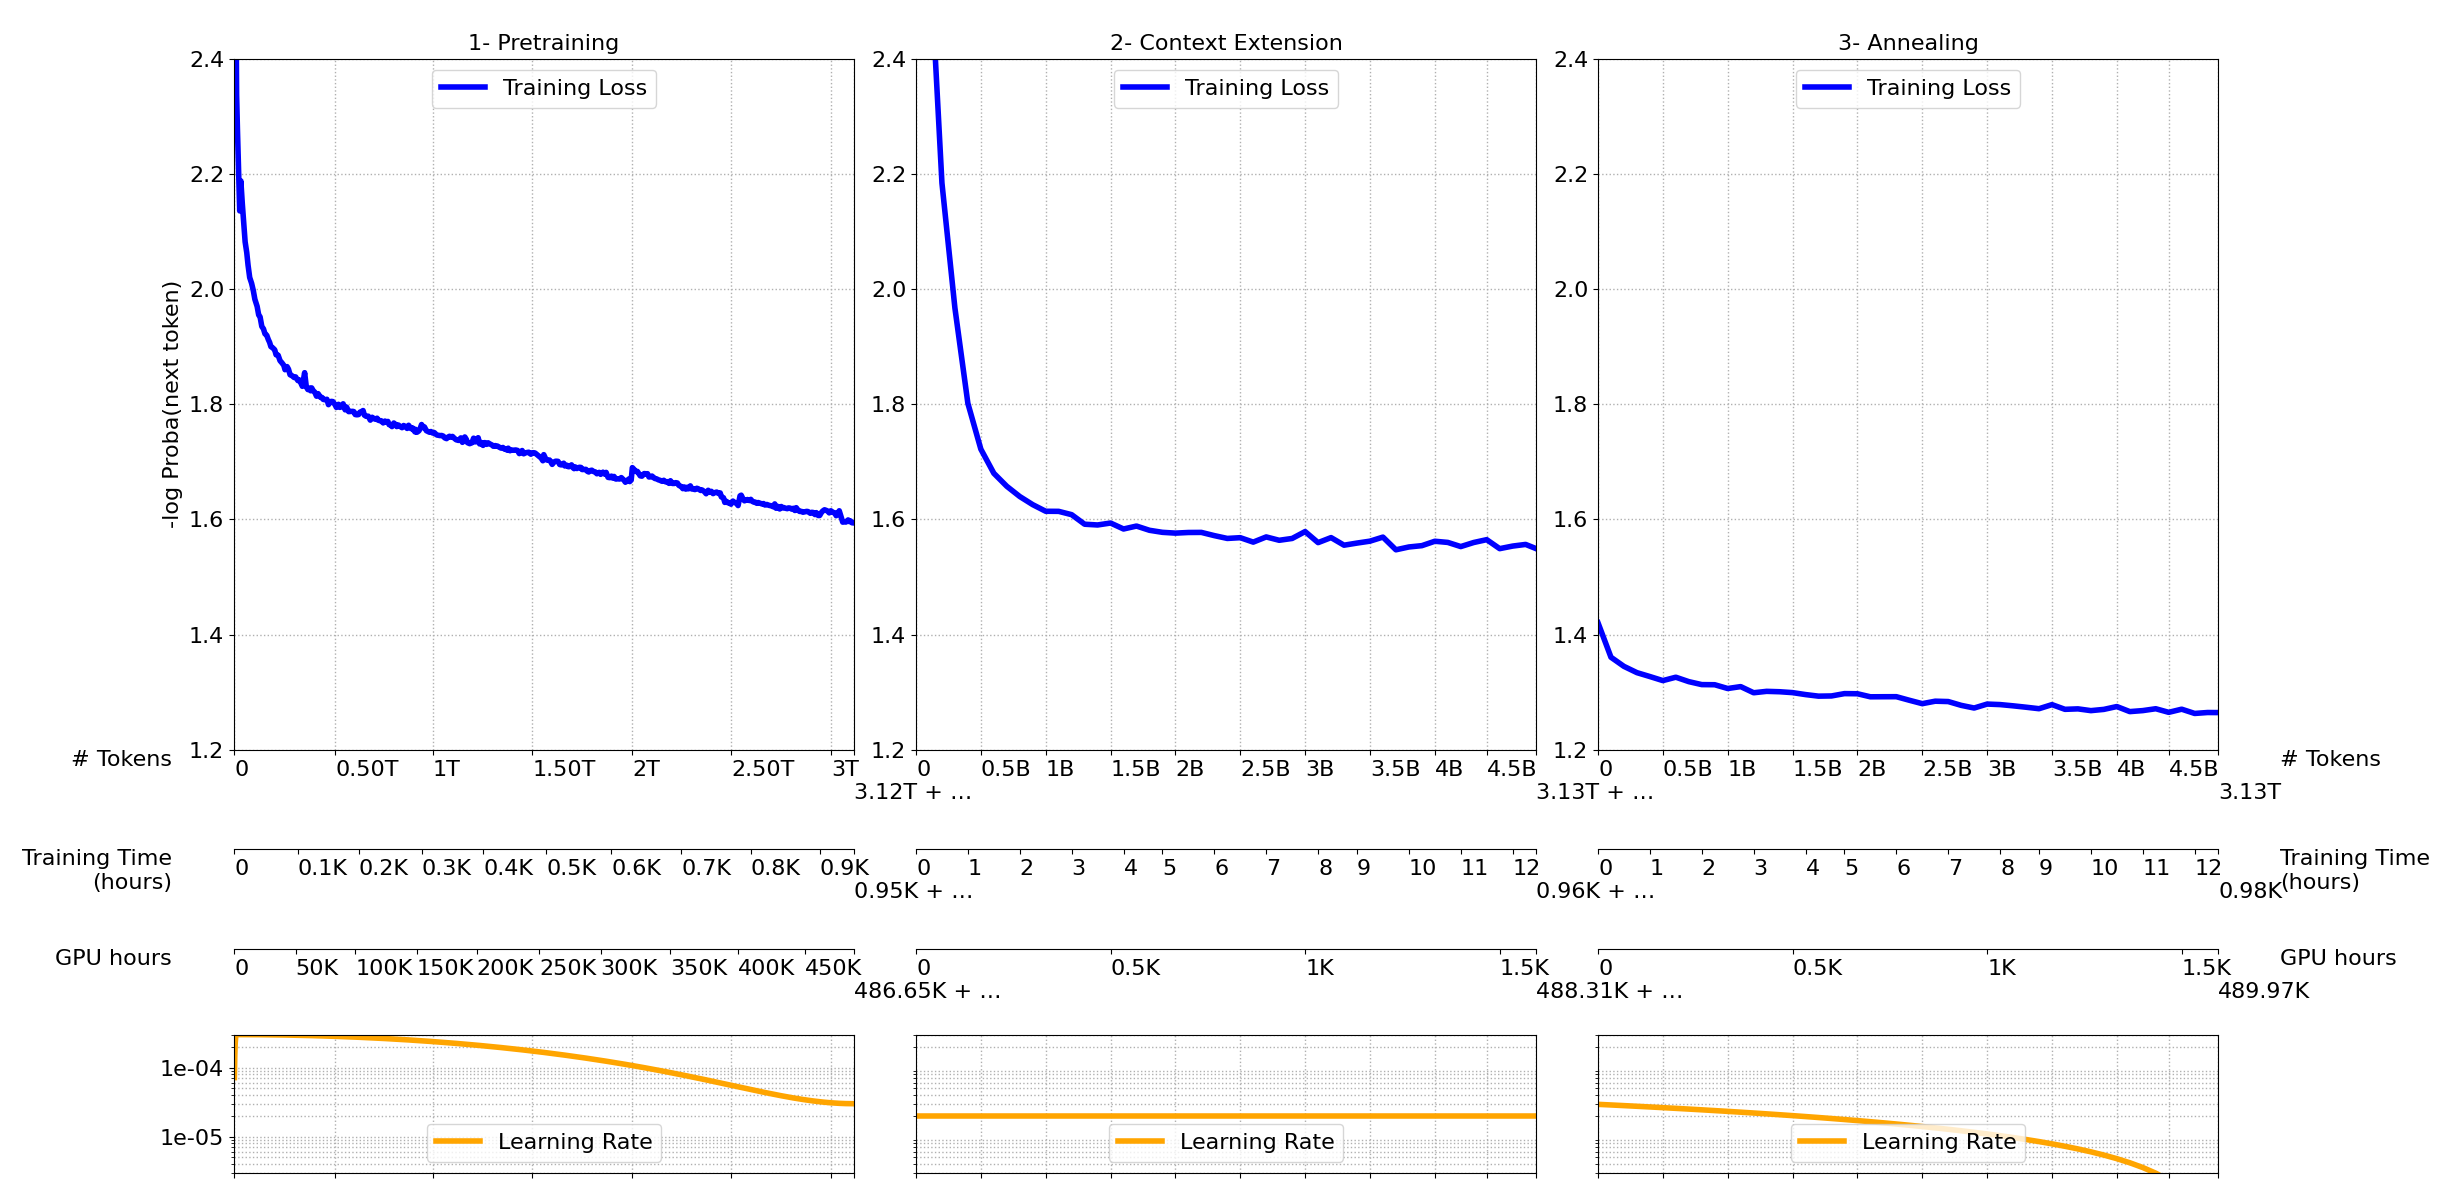 1- Pretraining
2- Context Extension
3- Annealing
-log Proba(next token)
2.4
2.2
2.0
1.8
1.6
1.4
1.2
Training Loss
2.4
2.2
2.0
1.8
1.6
1.4
1.2
Training Loss
2.4
2.2
2.0
1.8
1.6
1.4
1.2
Training Loss
# Tokens
0 0.50T 1T 1.50T 2T 2.50T 3T
3.12T + ...
0 0.5B 1B 1.5B 2B 2.5B 3B 3.5B 4B 4.5B
3.13T + ...
0 0.5B 1B 1.5B 2B 2.5B 3B 3.5B 4B 4.5B
3.13T
# Tokens
Training Time
(hours)
0 0.1K 0.2K 0.3K 0.4K 0.5K 0.6K 0.7K 0.8K 0.9K
0.95K + ...
0 1 2 3 4 5 6 7 8 9 10 11 12
0.96K + ...
0 1 2 3 4 5 6 7 8 9 10 11 12
0.98K
Training Time
(hours)
GPU hours
0 50K 100K 150K 200K 250K 300K 350K 400K 450K
486.65K + ...
0 0.5K 1K 1.5K
488.31K + ...
0 0.5K 1K 1.5K
489.97K
GPU hours
1e-04
1e-05
Learning Rate
Learning Rate
Learning Rate